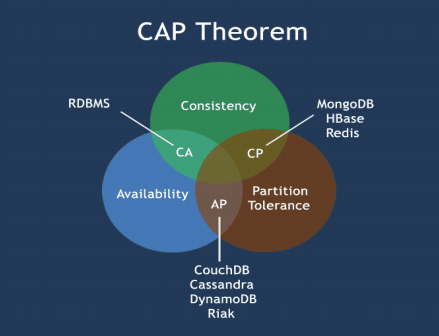 CAP Theorem
RDBMS
Consistency
MongoDB
HBase
Redis
CA
CP
Availability
Partition
Tolerance
AP
CouchDB
Cassandra
DynamoDB
Riak